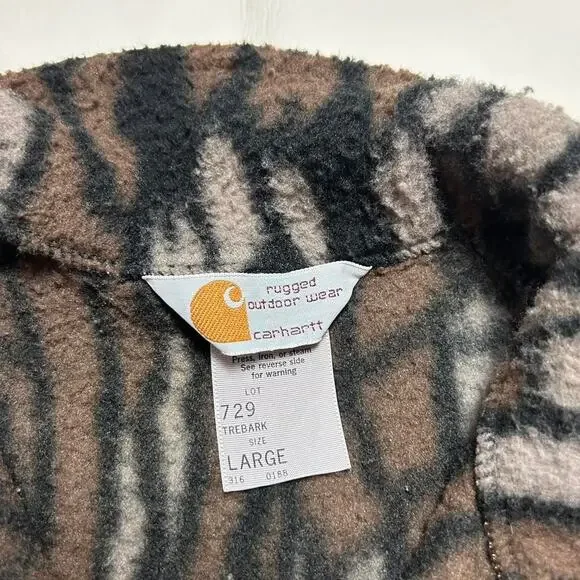 rugged
outdoor wear
carhartt
Press, iron, or steam
See reverse side
for warning
LOT
729
TREBARK
SIZE
LARGE
316 0188